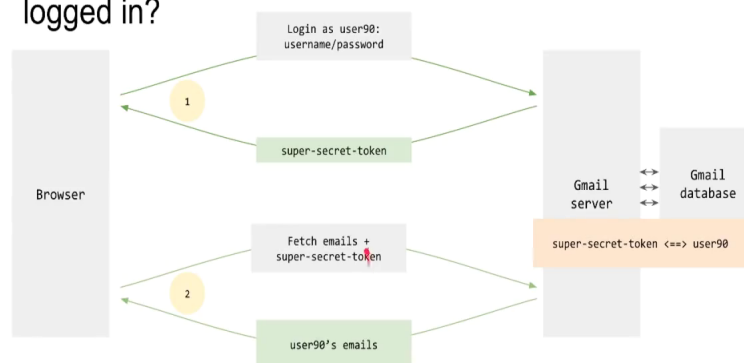 logged in?
Login as user90:
username/password
1
super-secret-token
Browser
Gmail
server
Gmail
database
Fetch emails +
super-secret-token
super-secret-token <==> user90
2
user90's emails